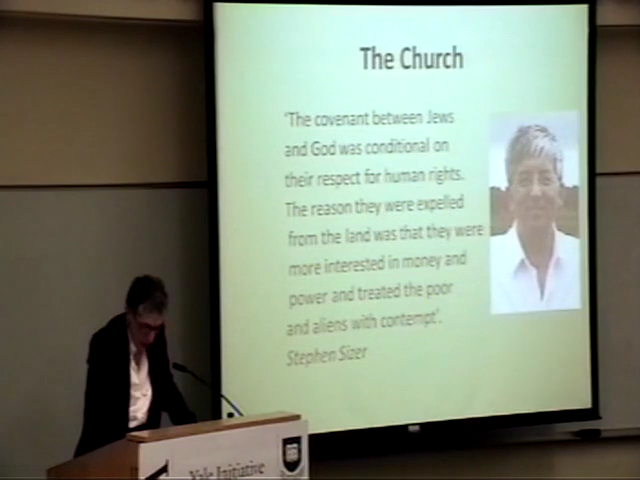 The Church
'The covenant between Jews
and God was conditional on
their respect for human rights.
The reason they were expelled
from the land was that they were
more interested in money and
power and treated the poor
and aliens with contempt'.
Stephen Sizer
Yale Initiative